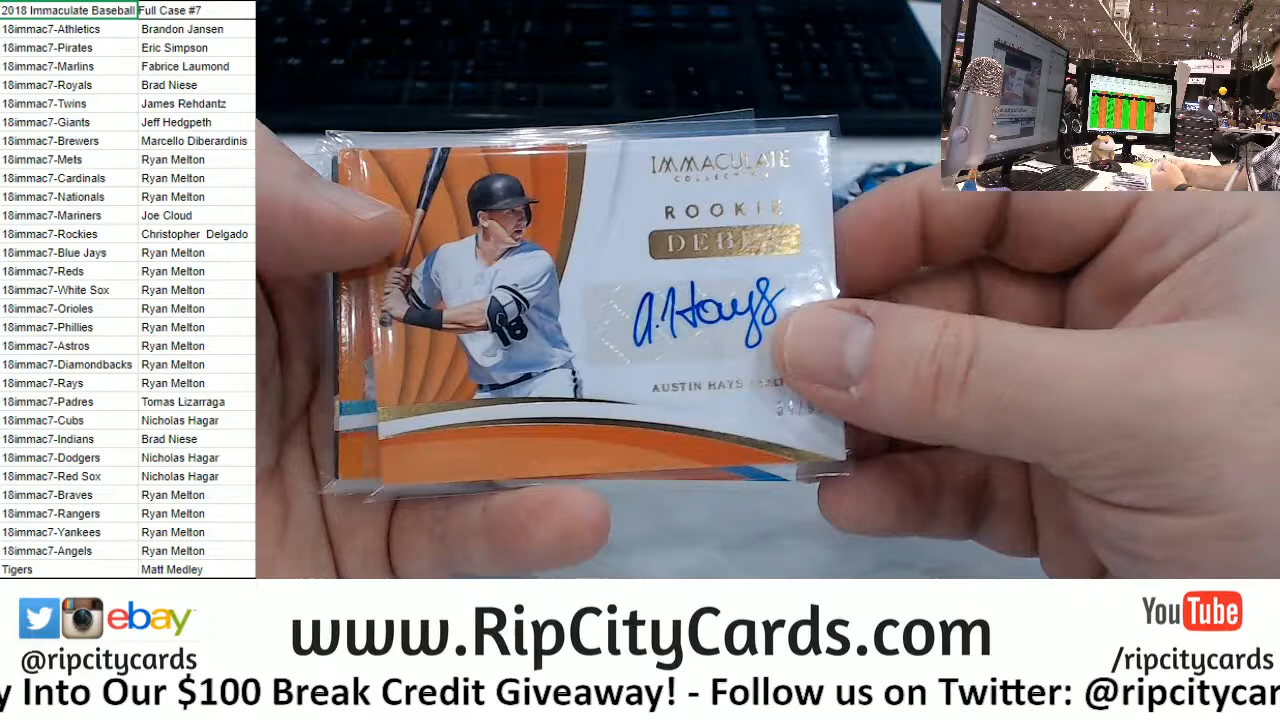 2018 Immaculate Baseball Full Case #7
18immac7-Athletics Brandon Jansen
18immac7-Pirates Eric Simpson
18immac7-Marlins Fabrice Laumond
18immac7-Royals Brad Niese
18immac7-Twins James Rehdantz
18immac7-Giants Jeff Hedgpeth
18immac7-Brewers Marcello Diberardinis
18immac7-Mets Ryan Melton
18immac7-Cardinals Ryan Melton
18immac7-Nationals Ryan Melton
18immac7-Mariners Joe Cloud
18immac7-Rockies Christopher Delgado
18immac7-Blue Jays Ryan Melton
18immac7-Reds Ryan Melton
18immac7-White Sox Ryan Melton
18immac7-Orioles Ryan Melton
18immac7-Phillies Ryan Melton
18immac7-Astros Ryan Melton
18immac7-Diamondbacks Ryan Melton
18immac7-Rays Ryan Melton
18immac7-Padres Tomas Lizarraga
18immac7-Cubs Nicholas Hagar
18immac7-Indians Brad Niese
18immac7-Dodgers Nicholas Hagar
18immac7-Red Sox Nicholas Hagar
18immac7-Braves Ryan Melton
18immac7-Rangers Ryan Melton
18immac7-Yankees Ryan Melton
18immac7-Angels Ryan Melton
Tigers Matt Medley
IMMACULATE
COLLECTION
ROOKIE
DEBUT
A. Hays
AUSTIN HAYS
18
ebay
@ripcitycards
www.RipCityCards.com
YouTube
/ripcitycards
y Into Our $100 Break Credit Giveaway! - Follow us on Twitter: @ripcitycar